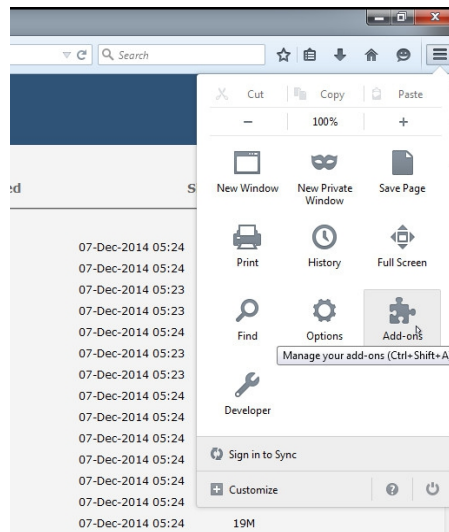 Search
Cut Copy Paste
− 100% +
New Window New Private Window Save Page
Print History Full Screen
Find Options Add-ons
Manage your add-ons (Ctrl+Shift+A
Developer
Sign in to Sync
Customize
ed S
07-Dec-2014 05:24
07-Dec-2014 05:24
07-Dec-2014 05:23
07-Dec-2014 05:23
07-Dec-2014 05:24
07-Dec-2014 05:23
07-Dec-2014 05:23
07-Dec-2014 05:24
07-Dec-2014 05:24
07-Dec-2014 05:24
07-Dec-2014 05:24
07-Dec-2014 05:24
07-Dec-2014 05:24
07-Dec-2014 05:24 19M